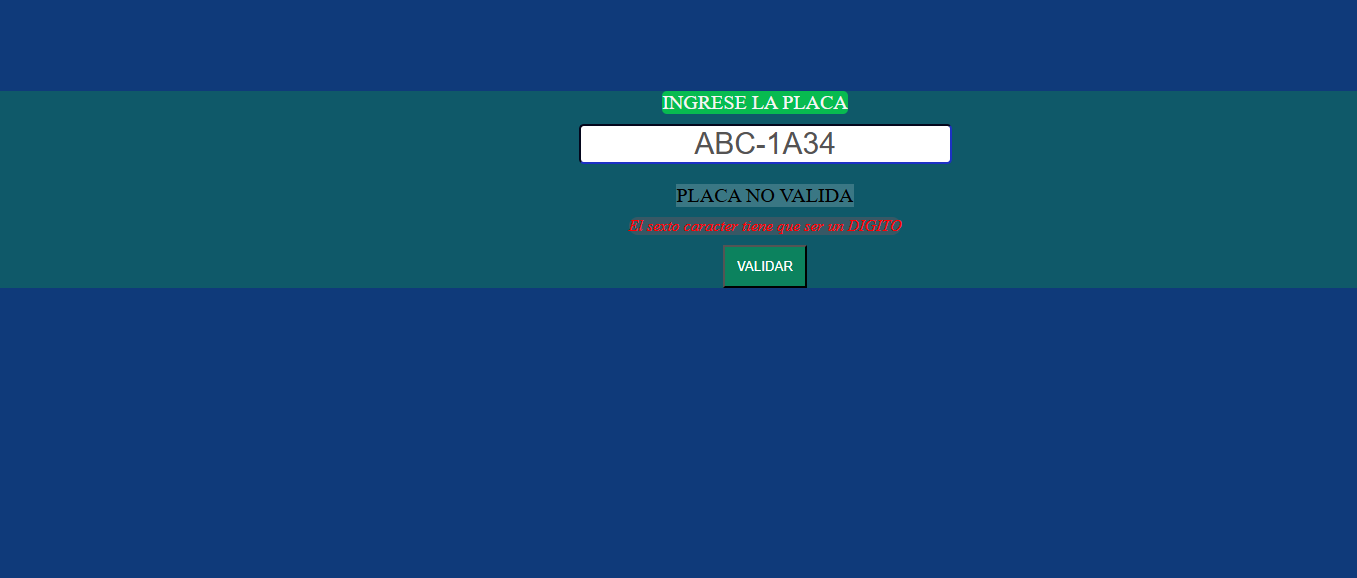 INGRESE LA PLACA
ABC-1A34
PLACA NO VALIDA
El sexto caracter tiene que ser un DIGITO
VALIDAR